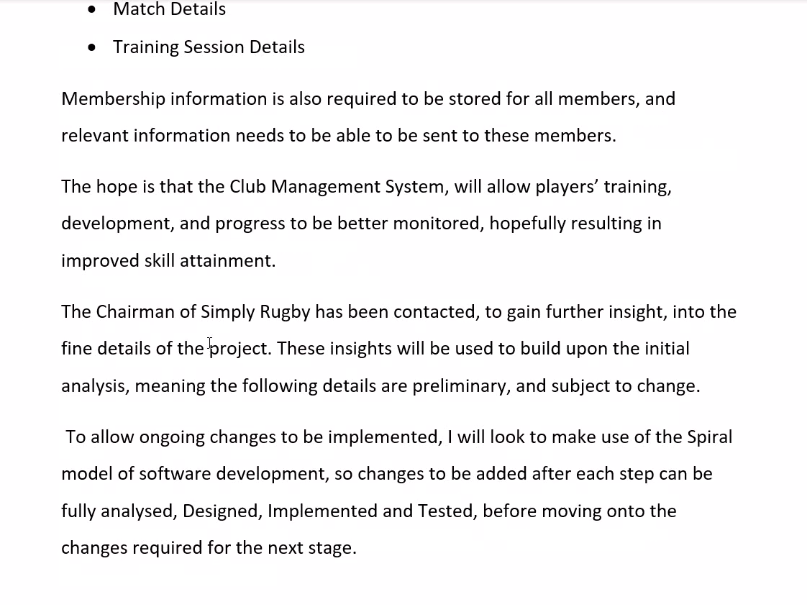 • Match Details
• Training Session Details
Membership information is also required to be stored for all members, and
relevant information needs to be able to be sent to these members.
The hope is that the Club Management System, will allow players’ training,
development, and progress to be better monitored, hopefully resulting in
improved skill attainment.
The Chairman of Simply Rugby has been contacted, to gain further insight, into the
fine details of the project. These insights will be used to build upon the initial
analysis, meaning the following details are preliminary, and subject to change.
To allow ongoing changes to be implemented, I will look to make use of the Spiral
model of software development, so changes to be added after each step can be
fully analysed, Designed, Implemented and Tested, before moving onto the
changes required for the next stage.